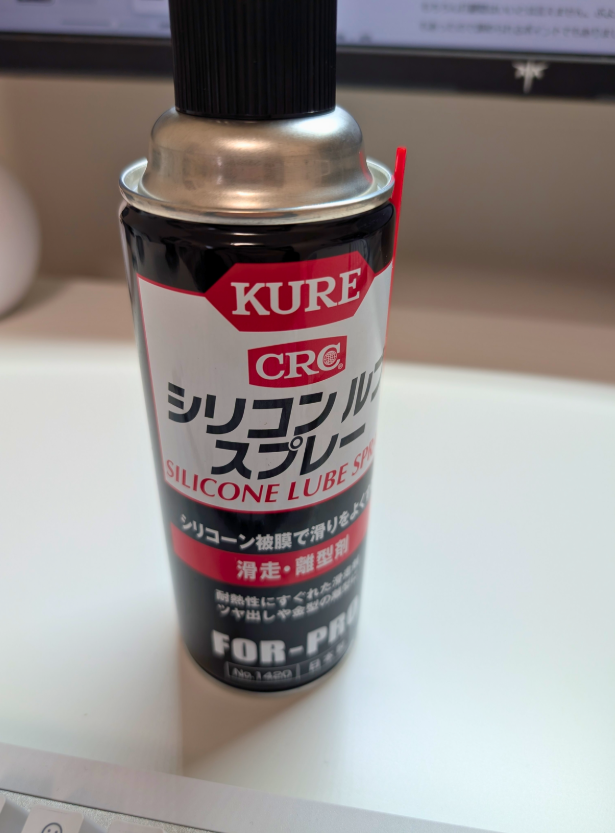 KURE
CRC
シリコン ル
スプレー
SILICONE LUBE SPR
シリコーン被膜で滑りをよく
滑走・離型剤
耐熱性にすぐれた
ツヤ出しや金型の
FOR-PRO
No.1420